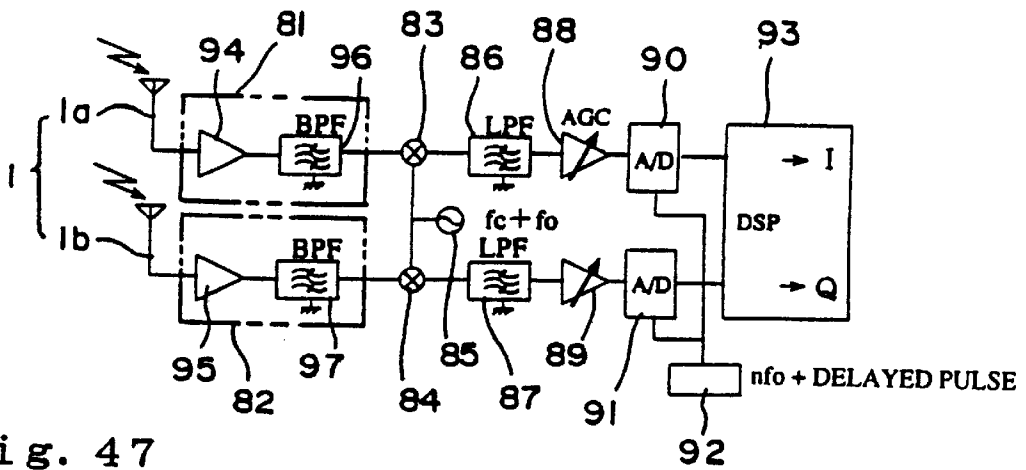 94 81 83 86 88 90 93
96
1a
BPF
LPF
AGC
A/D
I
1
fc+fo
DSP
1b
BPF
LPF
A/D
Q
95 82 97 84 85 87 89 91
nfo + DELAYED PULSE
92
ig. 47